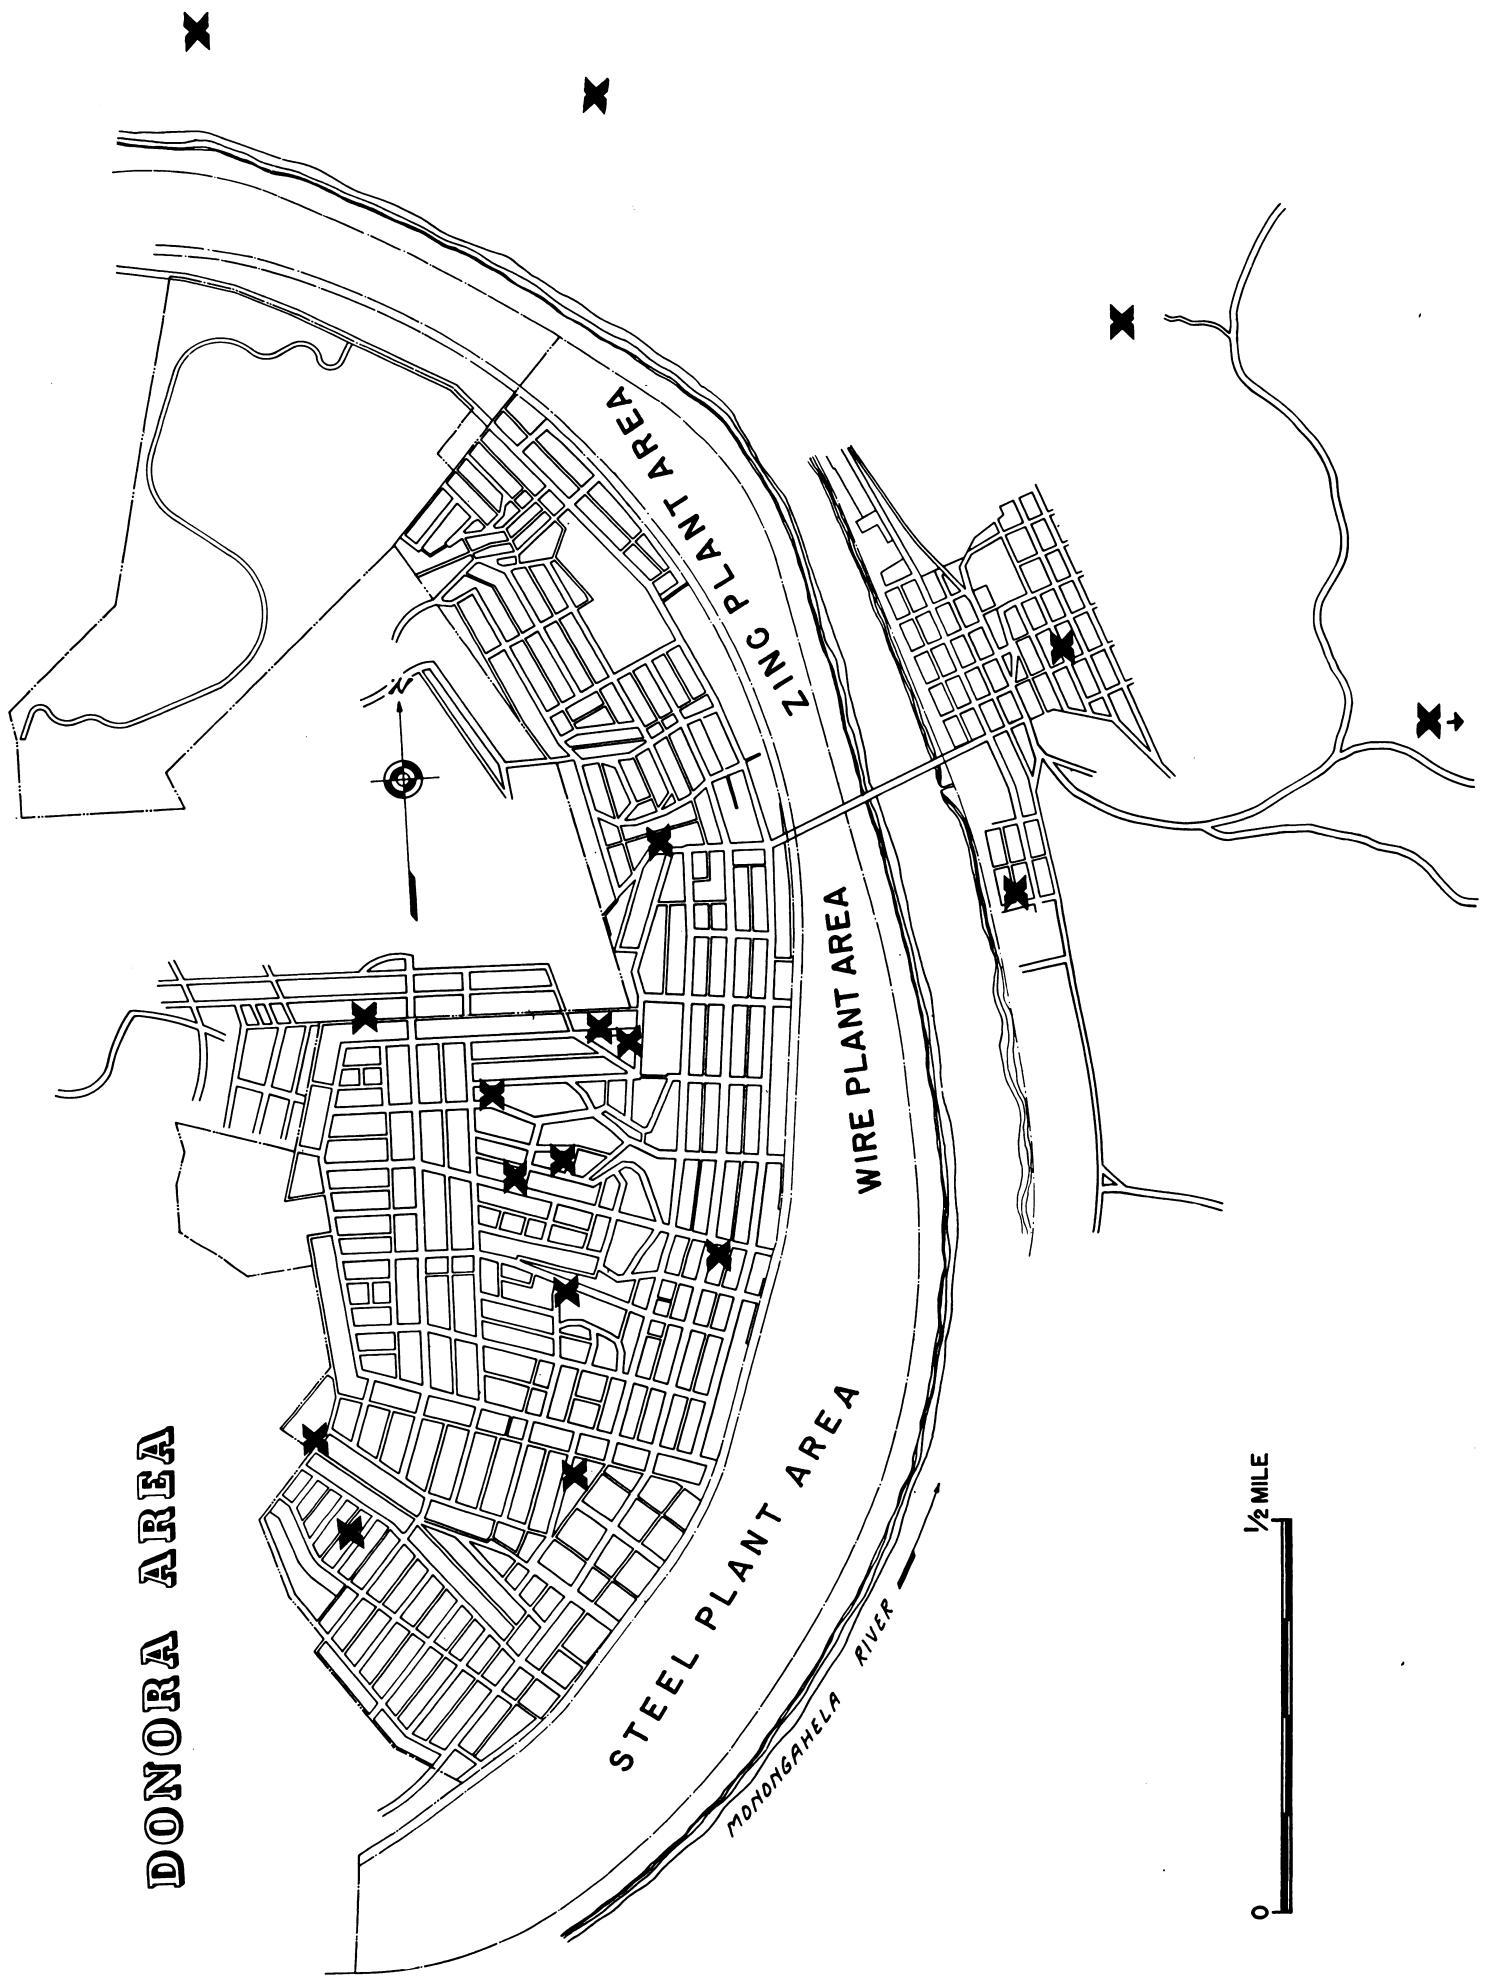 DONORA AREA
ZINC PLANT AREA
WIRE PLANT AREA
STEEL PLANT AREA
MONONGAHELA RIVER
N
0
½ MILE